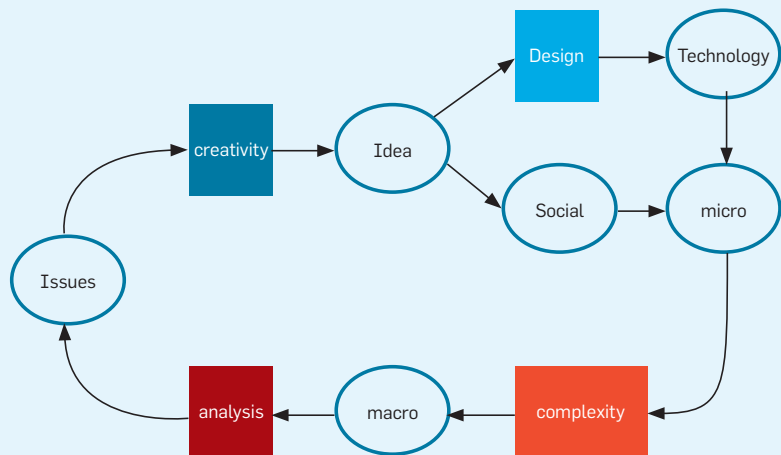 Design
Technology
creativity
Idea
Social
micro
Issues
analysis
macro
complexity